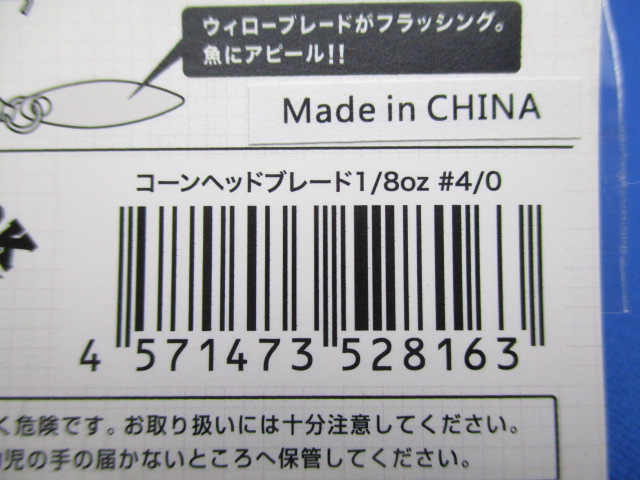 ウィローブレードがフラッシング。
魚にアピール!!
Made in CHINA
コーンヘッドブレード1/8oz #4/0
4 571473 528163
く危険です。お取り扱いには十分注意してください。
児の手の届かないところへ保管してください。